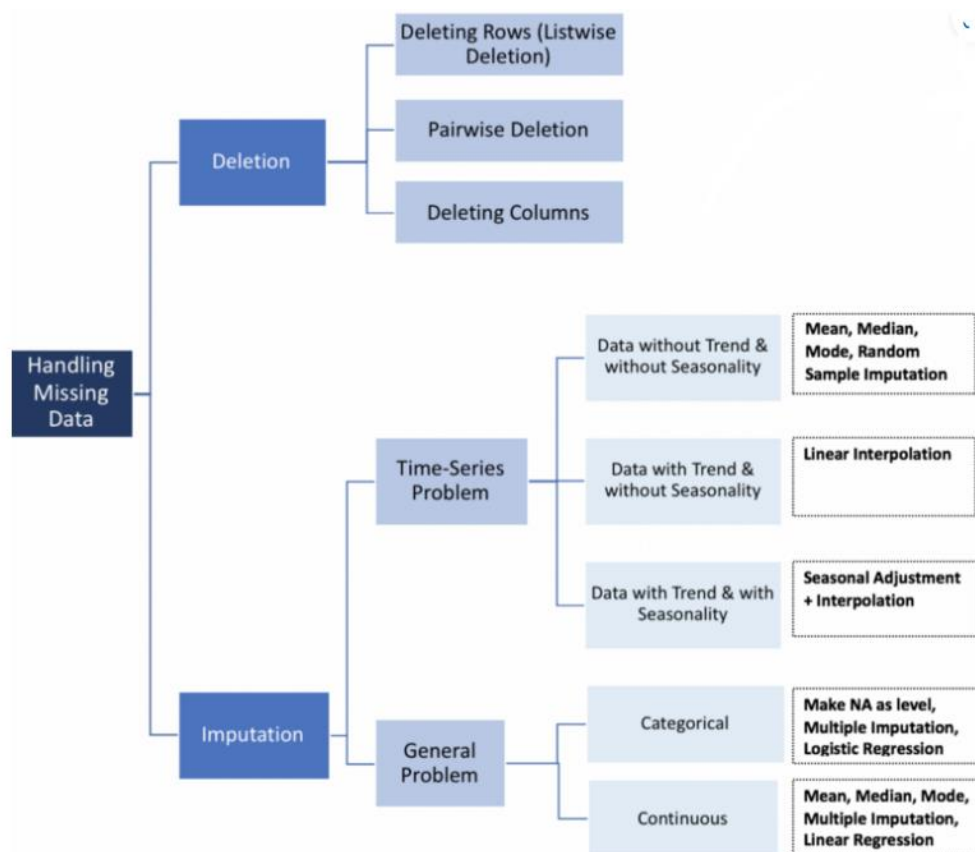 Deleting Rows (Listwise
Deletion)
Pairwise Deletion
Deletion
Deleting Columns
Handling
Missing
Data
Data without Trend &
without Seasonality
Mean, Median,
Mode, Random
Sample Imputation
Time-Series
Problem
Data with Trend &
without Seasonality
Linear Interpolation
Data with Trend & with
Seasonality
Seasonal Adjustment
+ Interpolation
Imputation
General
Problem
Categorical
Make NA as level,
Multiple Imputation,
Logistic Regression
Continuous
Mean, Median, Mode,
Multiple Imputation,
Linear Regression